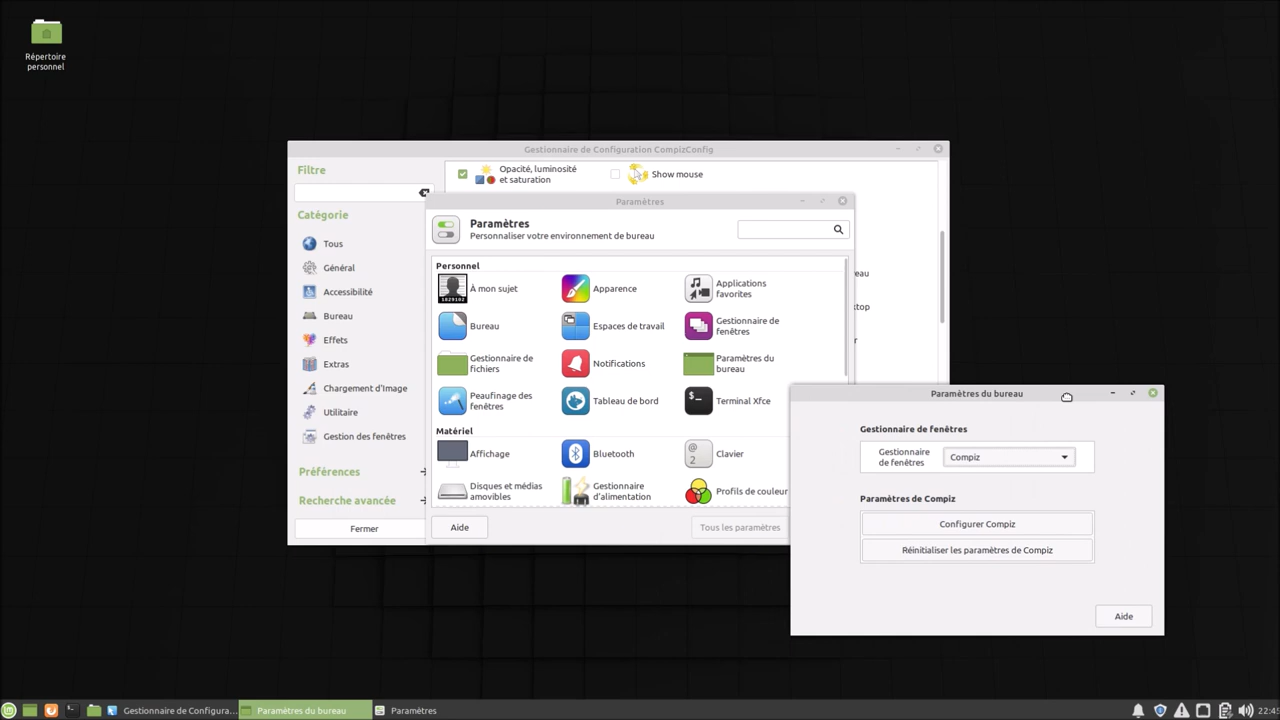 Répertoire
personnel
Gestionnaire de Configuration CompizConfig
Filtre
Opacité, luminosité
et saturation
Show mouse
Catégorie
Tous
Général
Accessibilité
Bureau
Effets
Extras
Chargement d'Image
Utilitaire
Gestion des fenêtres
Préférences
Recherche avancée
Fermer
Paramètres
Paramètres
Personnaliser votre environnement de bureau
Personnel
À mon sujet
Apparence
Applications
favorites
Bureau
Espaces de travail
Gestionnaire de
fenêtres
Gestionnaire de
fichiers
Notifications
Paramètres du
bureau
Peaufinage des
fenêtres
Tableau de bord
Terminal Xfce
Matériel
Affichage
Bluetooth
Clavier
Disques et médias
amovibles
Gestionnaire
d'alimentation
Profils de couleur
Aide
Tous les paramètres
Paramètres du bureau
Gestionnaire de fenêtres
Gestionnaire
de fenêtres
Compiz
Paramètres de Compiz
Configurer Compiz
Réinitialiser les paramètres de Compiz
Aide
Gestionnaire de Configura...
Paramètres du bureau
Paramètres